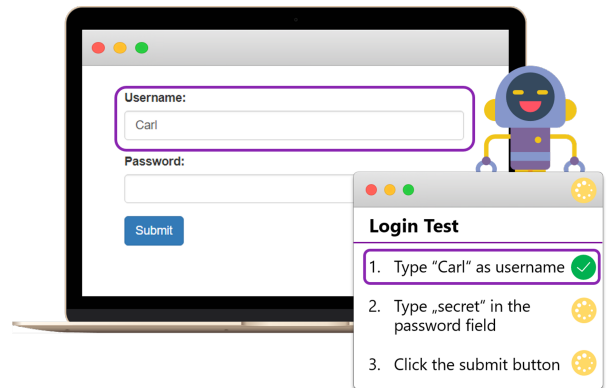 Username:
Carl
Password:
Submit
Login Test
1. Type “Carl” as username
2. Type „secret“ in the
password field
3. Click the submit button